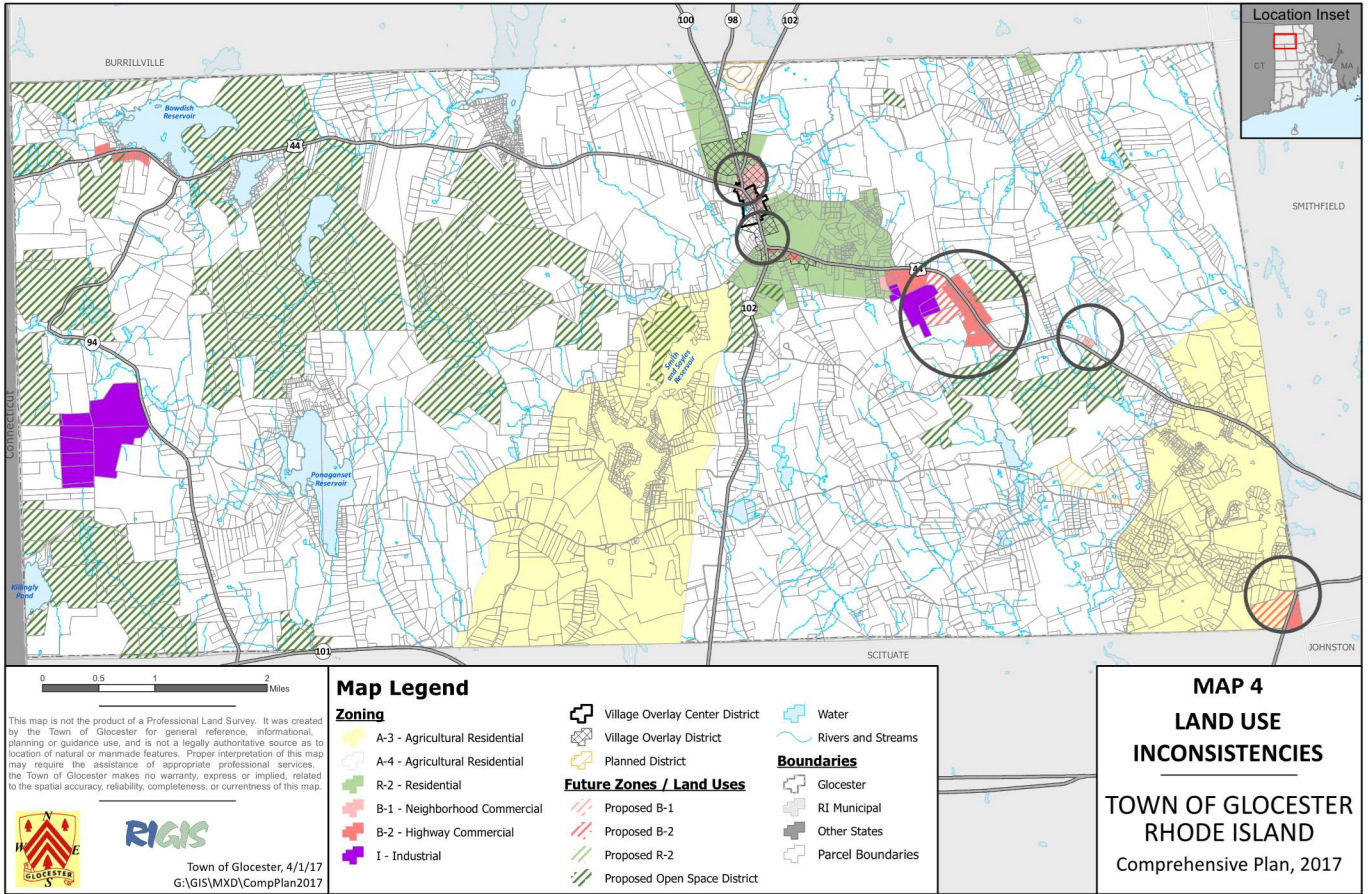 100
98
102
Location Inset
CT
MA
BURRILLVILLE
Bowdish
Reservoir
44
SMITHFIELD
44
102
Smith
and Sayles
Reservoir
94
Connecticut
Ponaganset
Reservoir
Killingly
Pond
101
SCITUATE
JOHNSTON
0 0.5 1 2
Miles
This map is not the product of a Professional Land Survey. It was created
by the Town of Glocester for general reference, informational,
planning or guidance use, and is not a legally authoritative source as to
location of natural or manmade features. Proper interpretation of this map
may require the assistance of appropriate professional services.
the Town of Glocester makes no warranty, express or implied, related
to the spatial accuracy, reliability, completeness, or currentness of this map.
N
W E
GLOCESTER
S
RIGIS
Town of Glocester, 4/1/17
G:\GIS\MXD\CompPlan2017
Map Legend
Zoning
A-3 - Agricultural Residential
A-4 - Agricultural Residential
R-2 - Residential
B-1 - Neighborhood Commercial
B-2 - Highway Commercial
I - Industrial
Village Overlay Center District
Village Overlay District
Planned District
Future Zones / Land Uses
Proposed B-1
Proposed B-2
Proposed R-2
Proposed Open Space District
Water
Rivers and Streams
Boundaries
Glocester
RI Municipal
Other States
Parcel Boundaries
MAP 4
LAND USE
INCONSISTENCIES
TOWN OF GLOCESTER
RHODE ISLAND
Comprehensive Plan, 2017